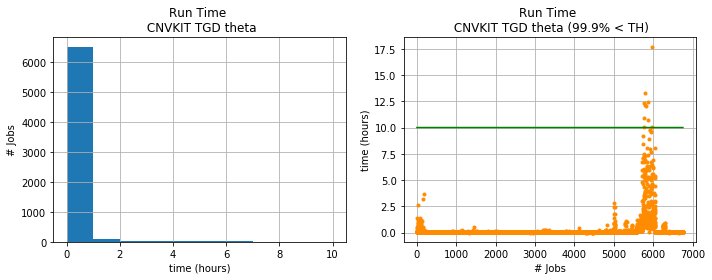 Run Time
CNVKIT TGD theta
6000
5000
4000
3000
2000
1000
0
# Jobs
0 2 4 6 8 10
time (hours)
Run Time
CNVKIT TGD theta (99.9% < TH)
17.5
15.0
12.5
10.0
7.5
5.0
2.5
0.0
time (hours)
0 1000 2000 3000 4000 5000 6000 7000
# Jobs